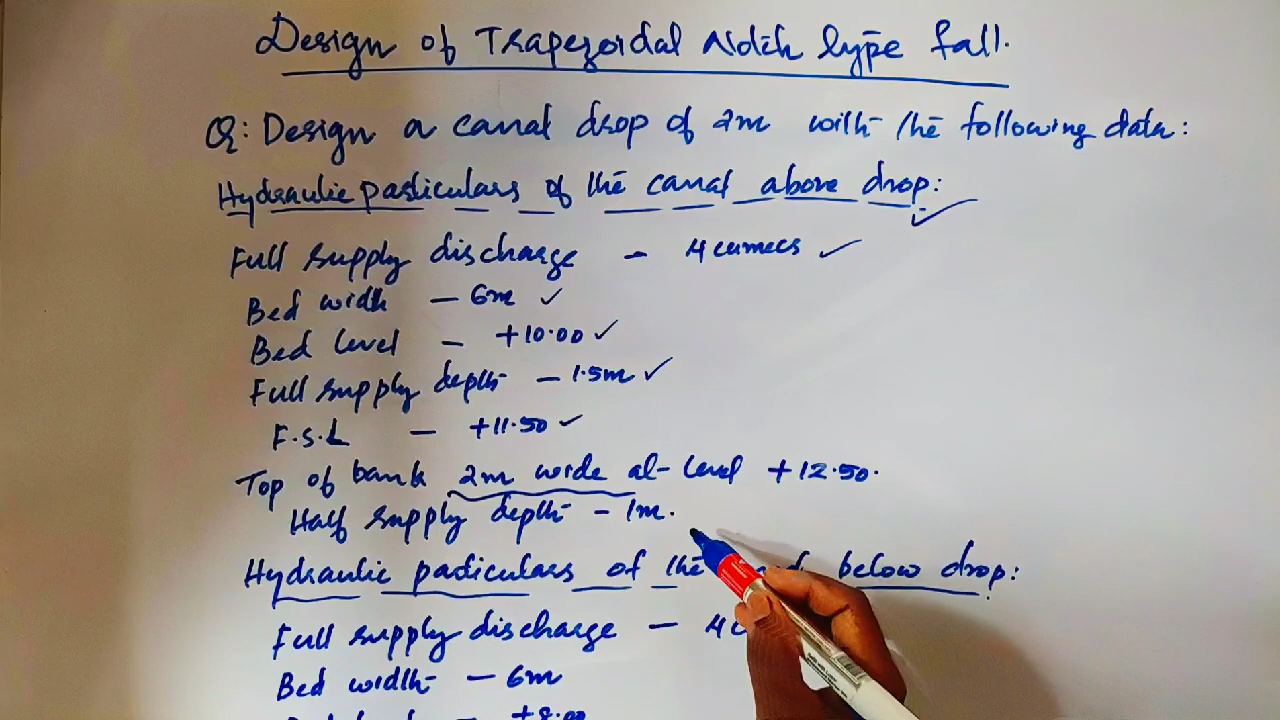 Design of Trapezoidal Notch type fall.
Q: Design a canal drop of 2m with the following data:
Hydraulic particulars of the canal above drop:
Full supply discharge - 4 cumecs
Bed width - 6m
Bed level - +10.00
Full supply depth - 1.5m
F.S.L - +11.50
Top of bank 2m wide at level +12.50.
Half supply depth - 1m.
Hydraulic particulars of the below drop:
Full supply discharge - 4
Bed width - 6m
+8.00